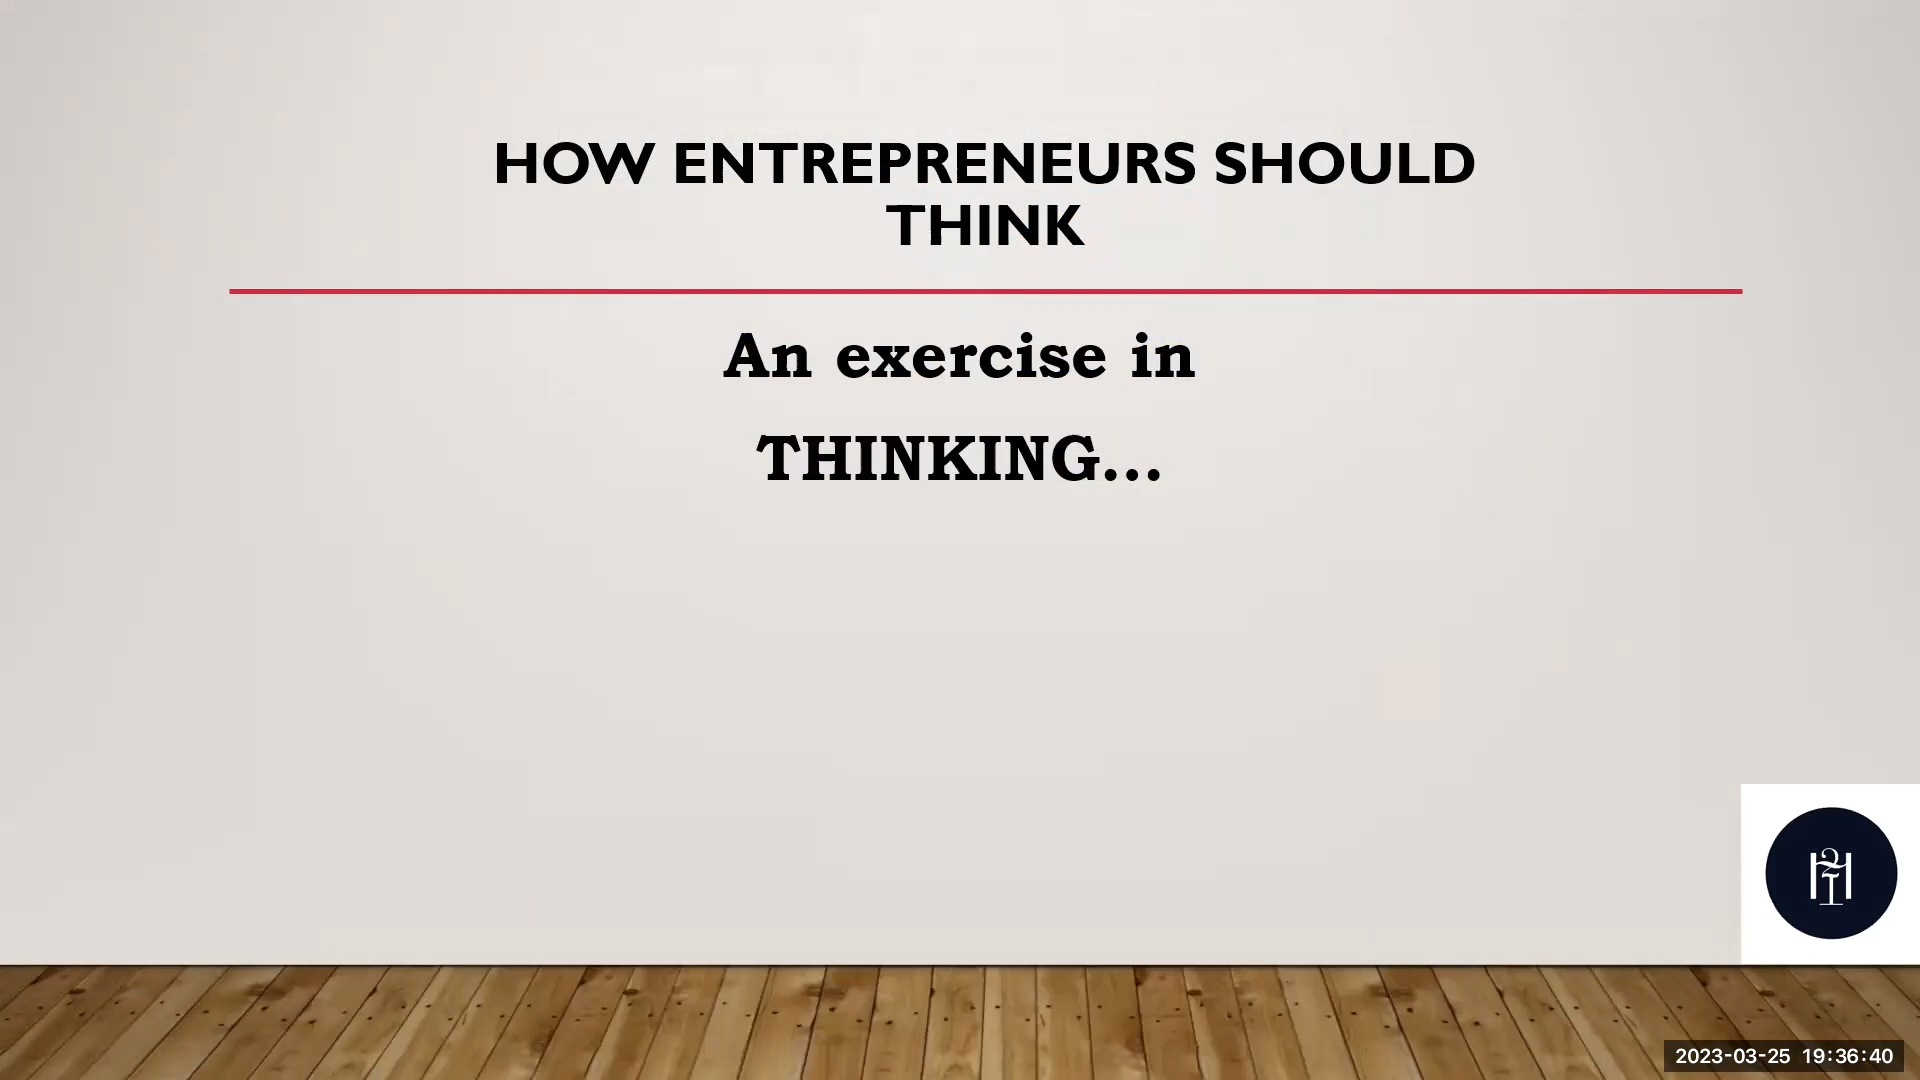 HOW ENTREPRENEURS SHOULD
THINK
An exercise in
THINKING...
2023-03-25 19:36:40